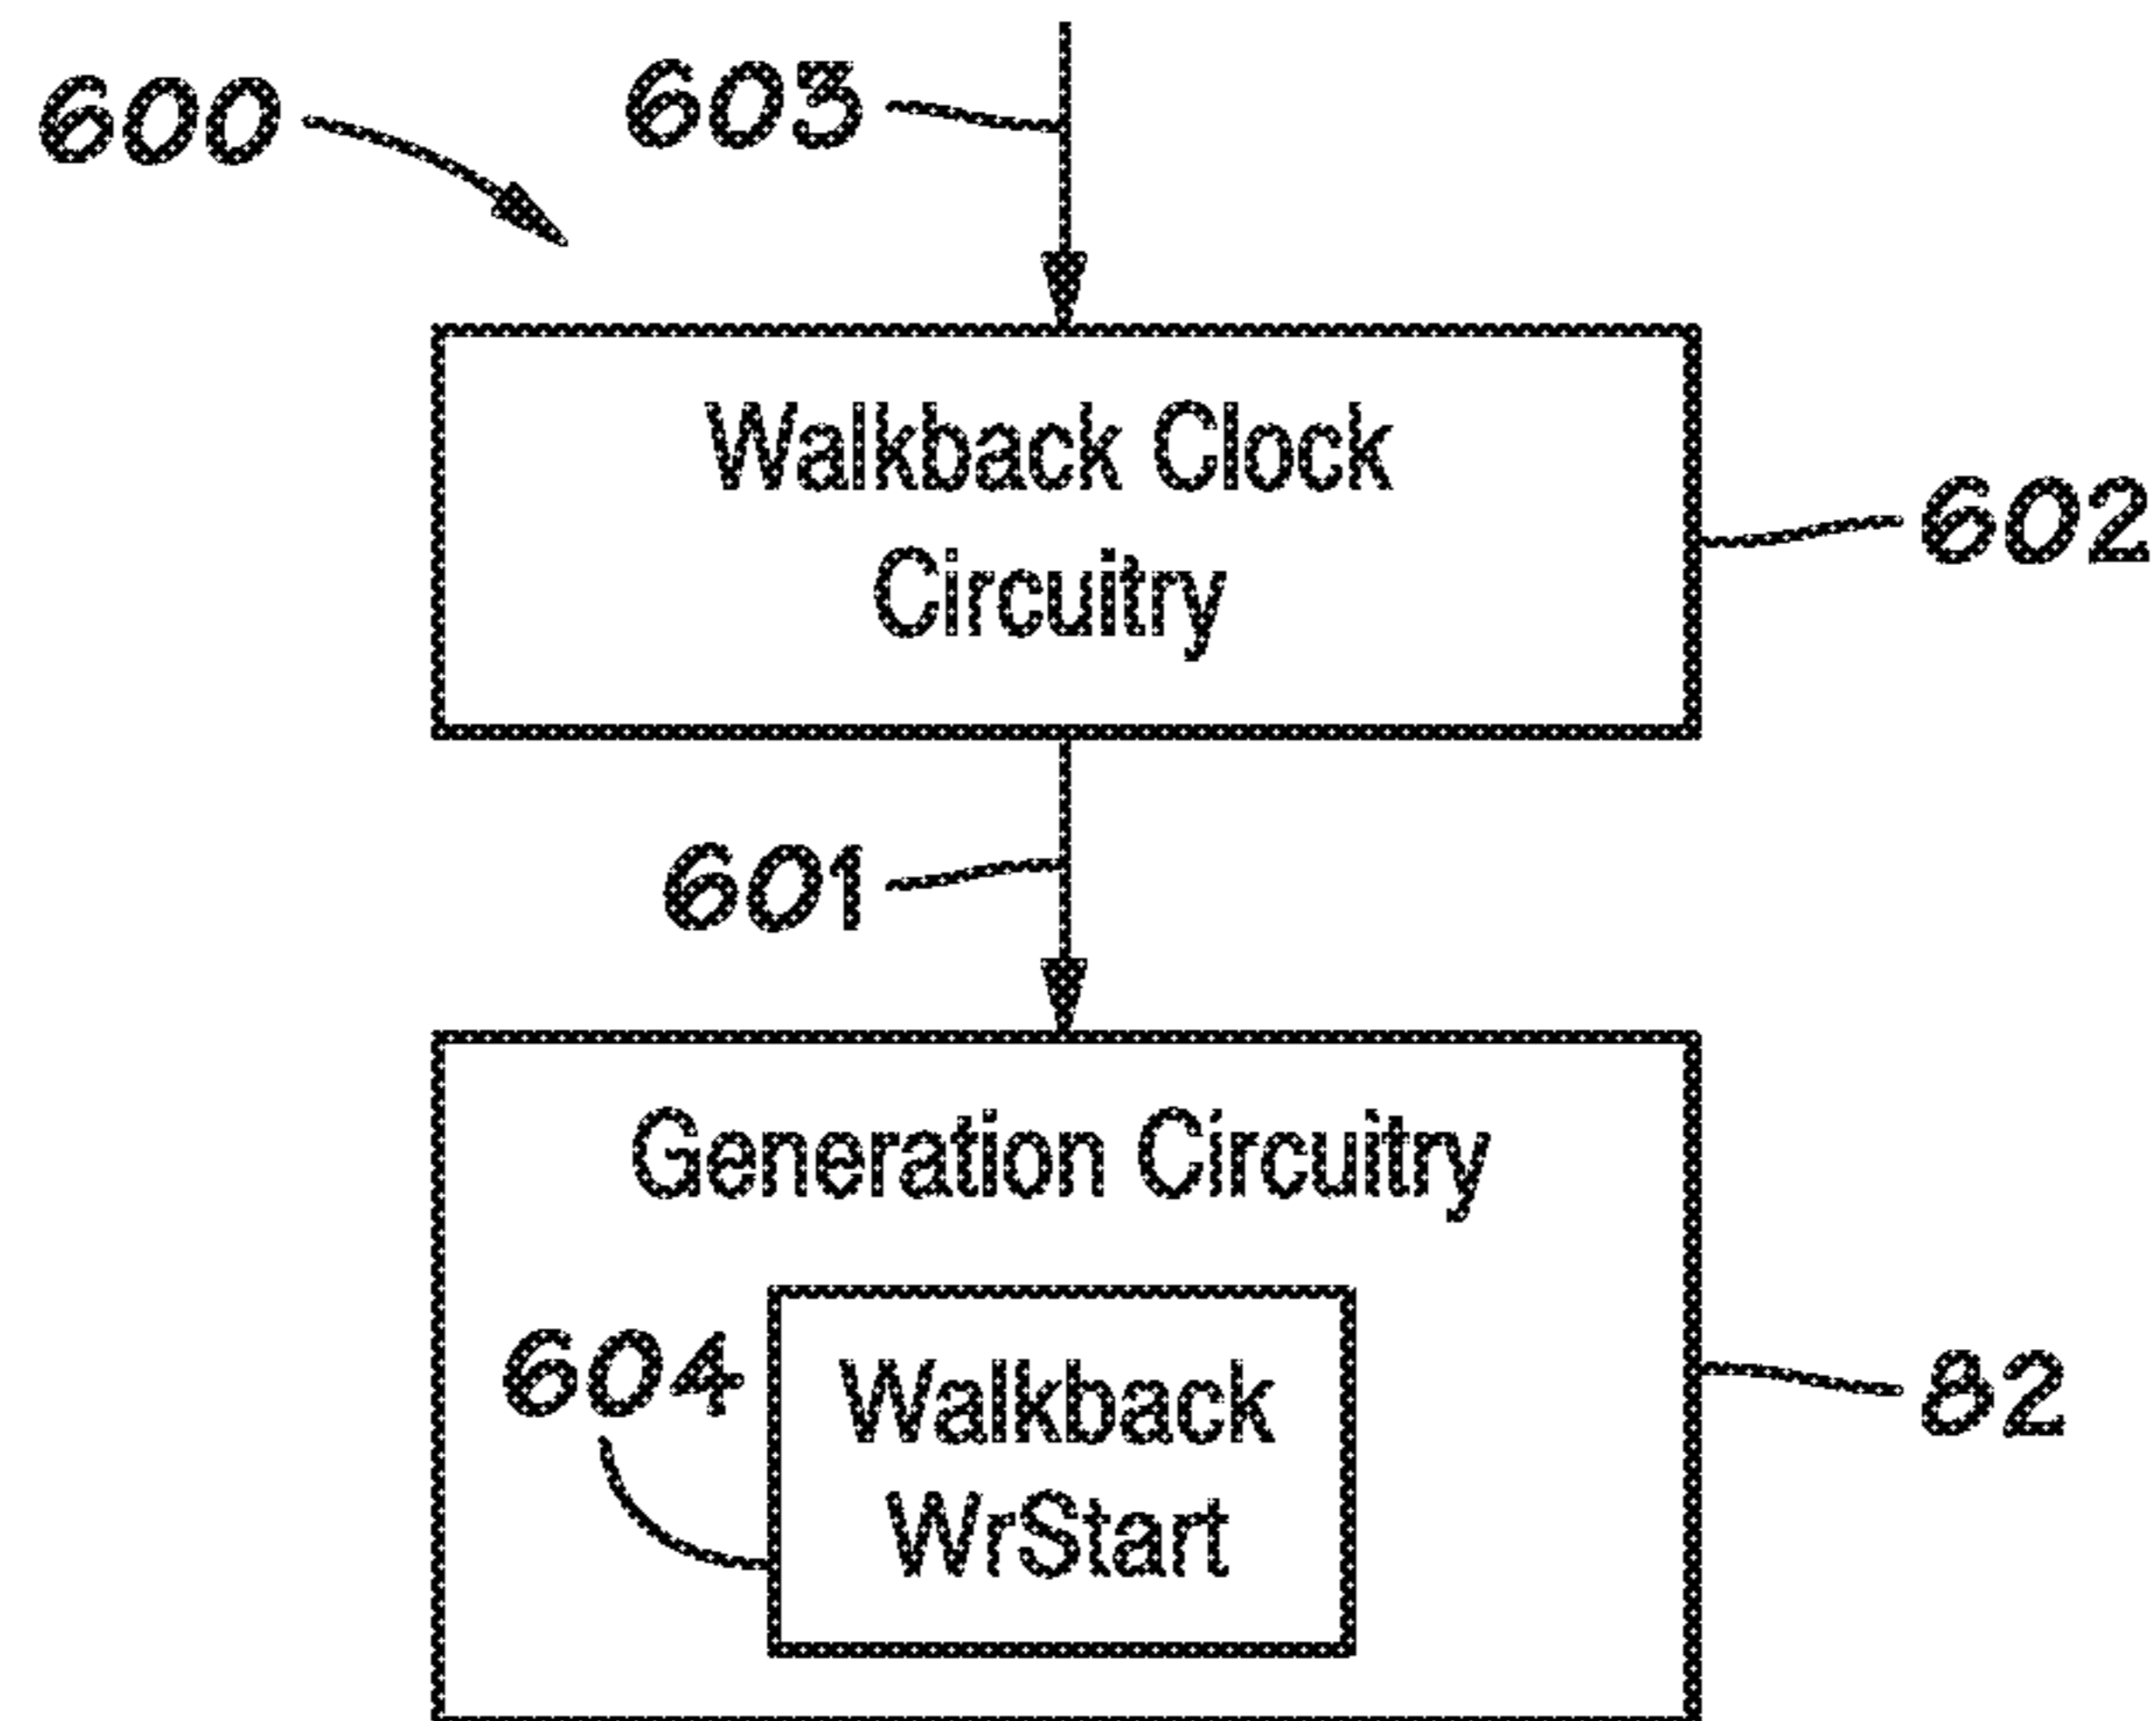 600
603
Walkback Clock
Circuitry
602
601
Generation Circuitry
604
Walkback
WrStart
82